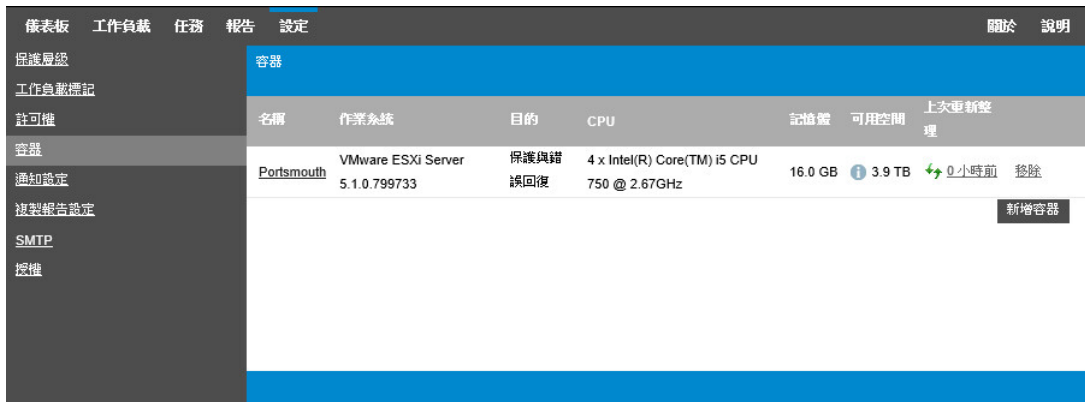 儀表板 工作負載 任務 報告 設定 關於 說明
保護層級
工作負載標記
許可權
容器
通知設定
複製報告設定
SMTP
授權
容器
名稱 作業系統 目的 CPU 記憶體 可用空間 上次重新整
理
Portsmouth VMware ESXi Server 保護與錯 4 x Intel(R) Core(TM) i5 CPU 16.0 GB 3.9 TB 0 小時前 移除
5.1.0.799733 誤回復 750 @ 2.67GHz
新增容器